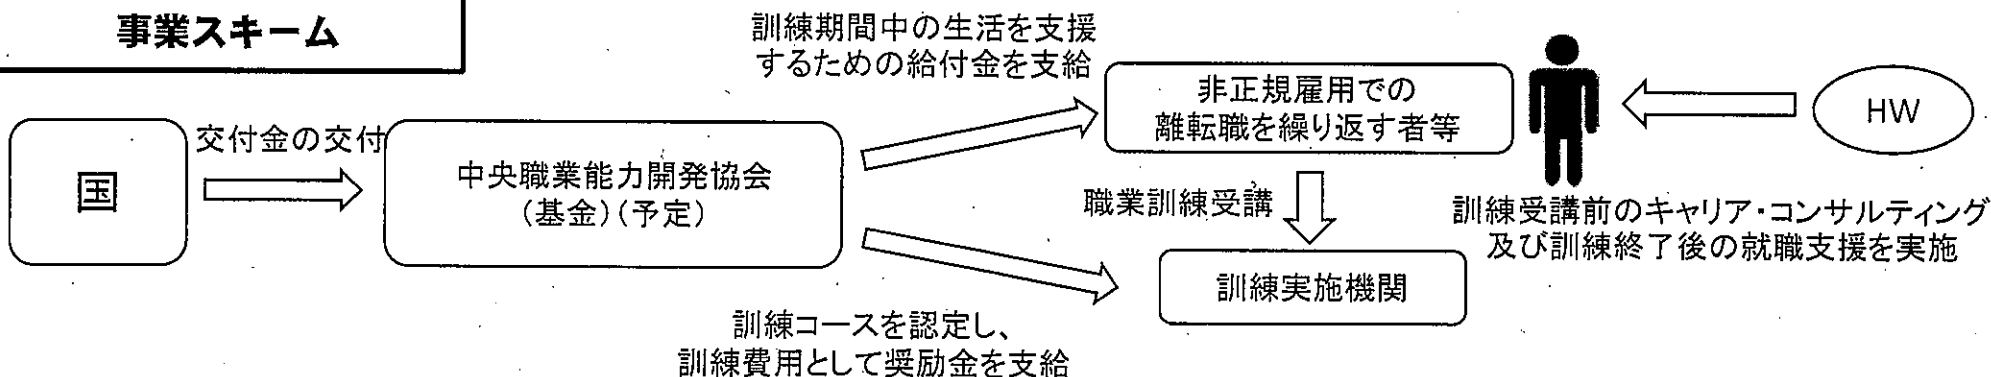 事業スキーム
訓練期間中の生活を支援
するための給付金を支給
非正規雇用での
離転職を繰り返す者等
HW
国
交付金の交付
中央職業能力開発協会
(基金)(予定)
職業訓練受講
訓練受講前のキャリア・コンサルティング
及び訓練終了後の就職支援を実施
訓練実施機関
訓練コースを認定し、
訓練費用として奨励金を支給